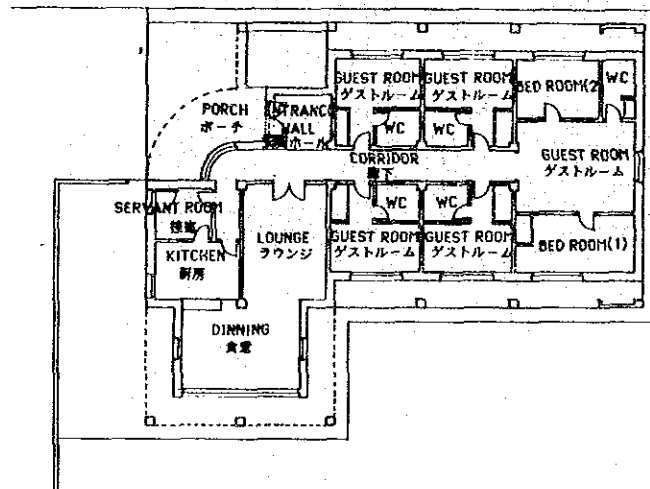 GUEST ROOM
ゲストルーム
GUEST ROOM
ゲストルーム
BED ROOM(2)
WC
PORCH
ポーチ
ENTRANCE
HALL
ホール
WC
WC
CORRIDOR
廊下
GUEST ROOM
ゲストルーム
SERVANT ROOM
LOUNGE
ラウンジ
WC
WC
GUEST ROOM
ゲストルーム
GUEST ROOM
ゲストルーム
BED ROOM(1)
KITCHEN
厨房
DINNING
食堂